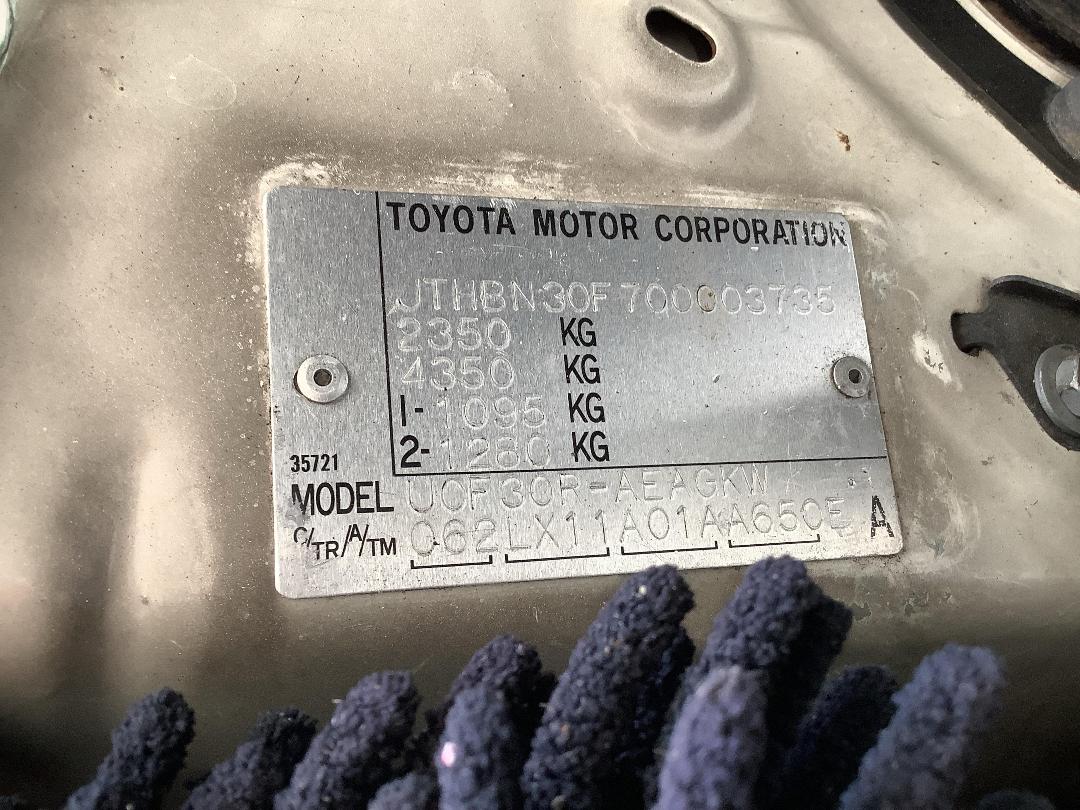 TOYOTA MOTOR CORPORATION
JTHBN30F700003735
2350 KG
4350 KG
1-1095 KG
2-1280 KG
35721
MODEL UCF30R-AEAGKW
C/TR/A/TM 062 LX11 A01A A650E A